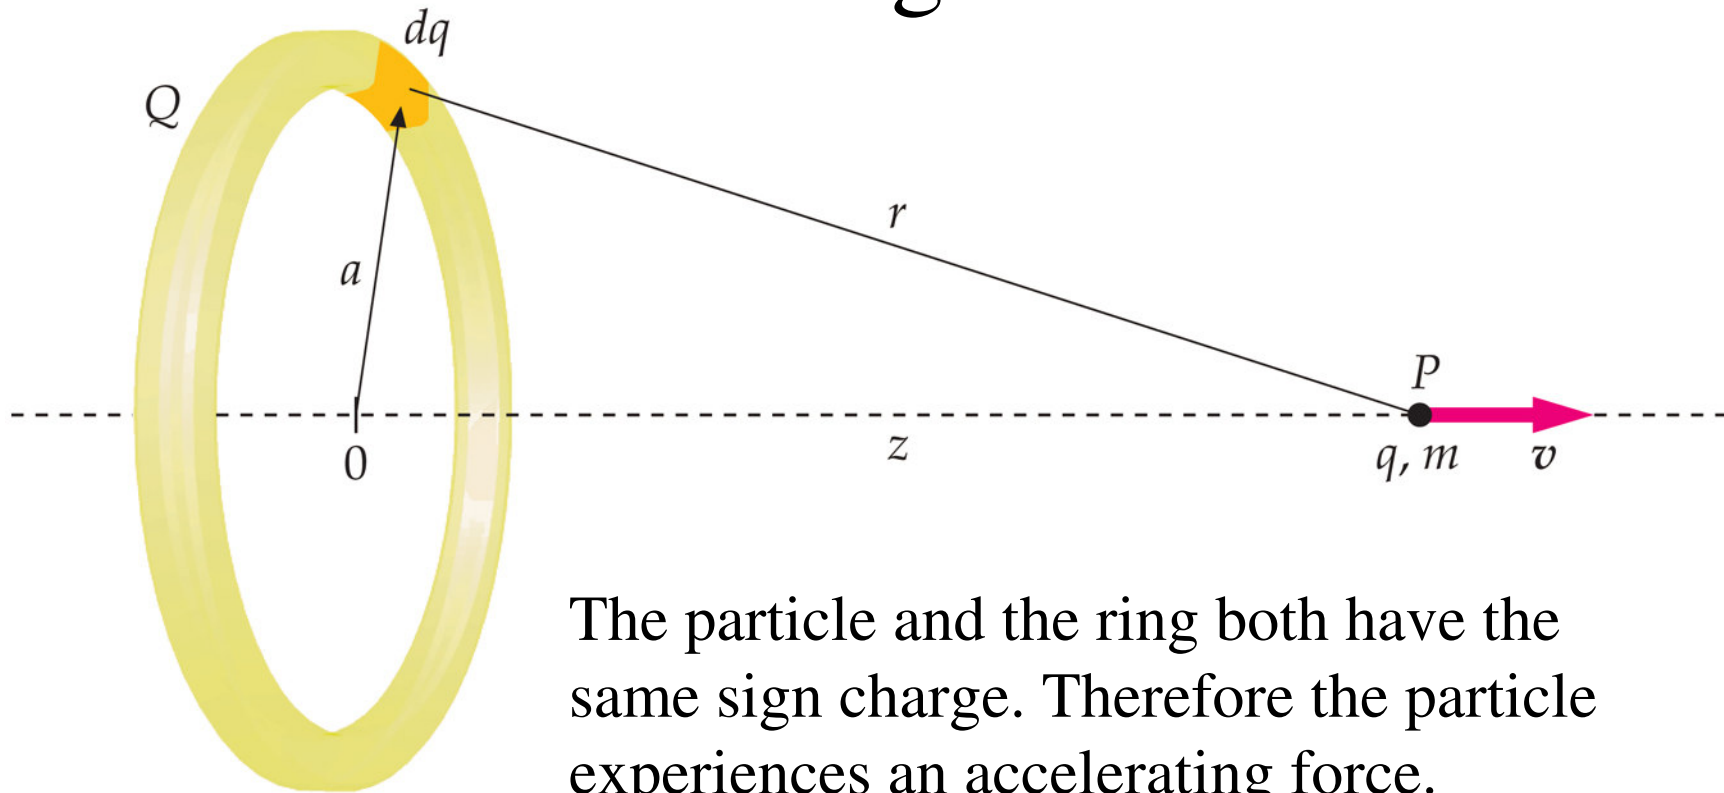 dq
Q
r
a
P
0
z
q, m
v
The particle and the ring both have the
same sign charge. Therefore the particle
experiences an accelerating force.